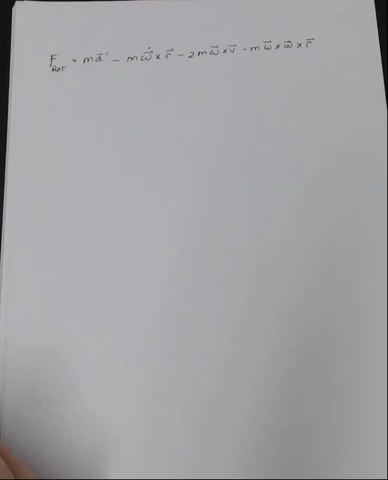 F_ROT = ma⃗' − mω⃗̇ × r⃗ − 2mω⃗ × v⃗ − mω⃗ × ω⃗ × r⃗